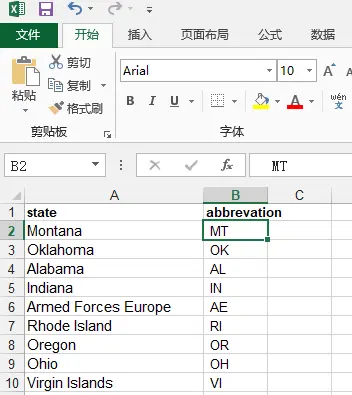 文件 开始 插入 页面布局 公式 数据
粘贴
剪切
复制
格式刷
剪贴板
Arial 10 A A
B I U A wén
字体
B2 fx MT
A B C
1 state abbrevation
2 Montana MT
3 Oklahoma OK
4 Alabama AL
5 Indiana IN
6 Armed Forces Europe AE
7 Rhode Island RI
8 Oregon OR
9 Ohio OH
10 Virgin Islands VI